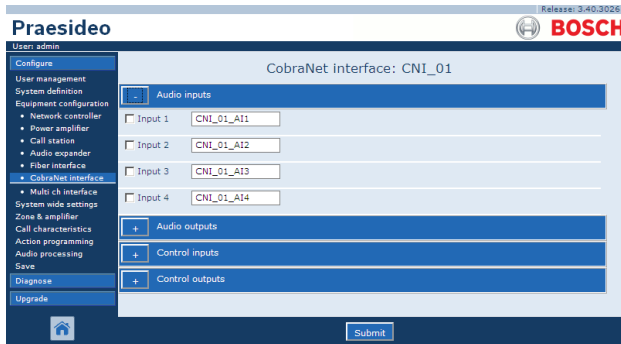 Release: 3.40.3026
Praesideo
BOSCH
User: admin
Configure
User management
System definition
Equipment configuration
• Network controller
• Power amplifier
• Call station
• Audio expander
• Fiber interface
• CobraNet interface
• Multi ch interface
System wide settings
Zone & amplifier
Call characteristics
Action programming
Audio processing
Save
Diagnose
Upgrade
CobraNet interface: CNI_01
- Audio inputs
Input 1 CNI_01_AI1
Input 2 CNI_01_AI2
Input 3 CNI_01_AI3
Input 4 CNI_01_AI4
+ Audio outputs
+ Control inputs
+ Control outputs
Submit